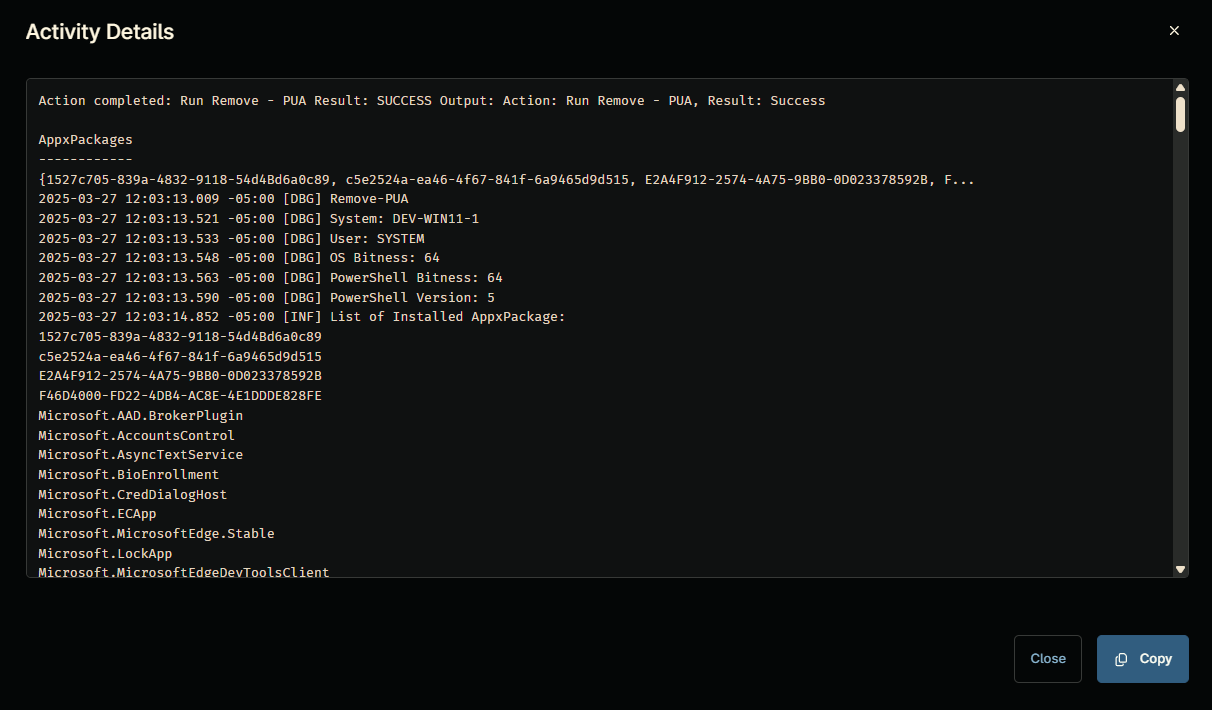 Activity Details
Action completed: Run Remove - PUA Result: SUCCESS Output: Action: Run Remove - PUA, Result: Success
AppxPackages
------------
{1527c705-839a-4832-9118-54d4Bd6a0c89, c5e2524a-ea46-4f67-841f-6a9465d9d515, E2A4F912-2574-4A75-9BB0-0D023378592B, F...
2025-03-27 12:03:13.009 -05:00 [DBG] Remove-PUA
2025-03-27 12:03:13.521 -05:00 [DBG] System: DEV-WIN11-1
2025-03-27 12:03:13.533 -05:00 [DBG] User: SYSTEM
2025-03-27 12:03:13.548 -05:00 [DBG] OS Bitness: 64
2025-03-27 12:03:13.563 -05:00 [DBG] PowerShell Bitness: 64
2025-03-27 12:03:13.590 -05:00 [DBG] PowerShell Version: 5
2025-03-27 12:03:14.852 -05:00 [INF] List of Installed AppxPackage:
1527c705-839a-4832-9118-54d4Bd6a0c89
c5e2524a-ea46-4f67-841f-6a9465d9d515
E2A4F912-2574-4A75-9BB0-0D023378592B
F46D4000-FD22-4DB4-AC8E-4E1DDDE828FE
Microsoft.AAD.BrokerPlugin
Microsoft.AccountsControl
Microsoft.AsyncTextService
Microsoft.BioEnrollment
Microsoft.CredDialogHost
Microsoft.ECApp
Microsoft.MicrosoftEdge.Stable
Microsoft.LockApp
Microsoft.MicrosoftEdgeDevToolsClient
Close
Copy